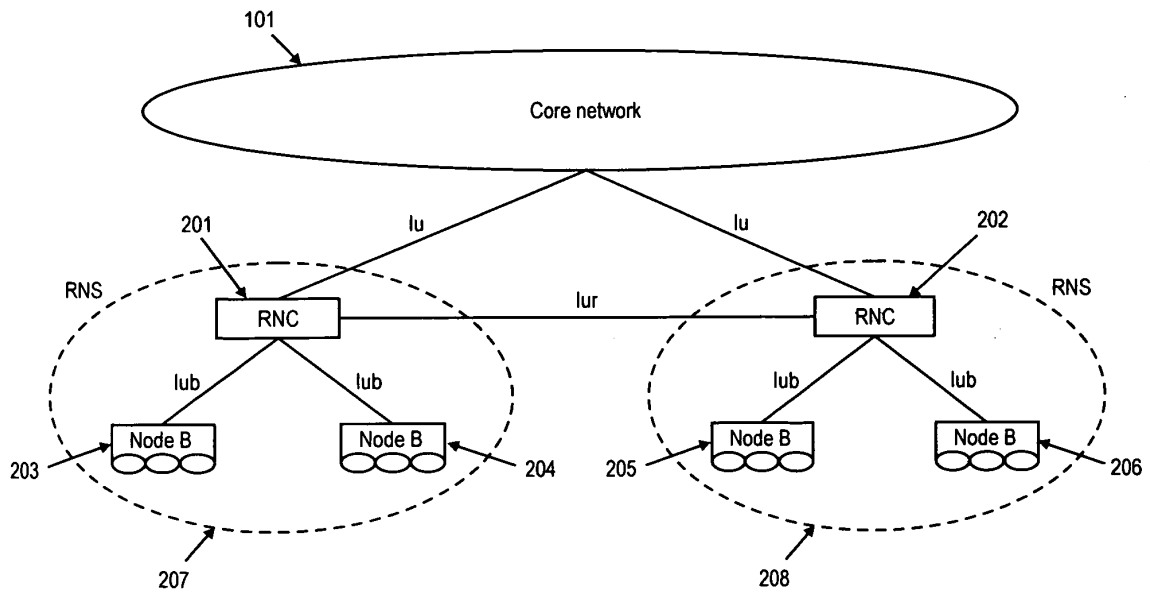 101
Core network
201
Iu
Iu
202
RNS
RNS
RNC
Iur
RNC
Iub
Iub
Iub
Iub
Node B
Node B
Node B
Node B
203
204
205
206
207
208